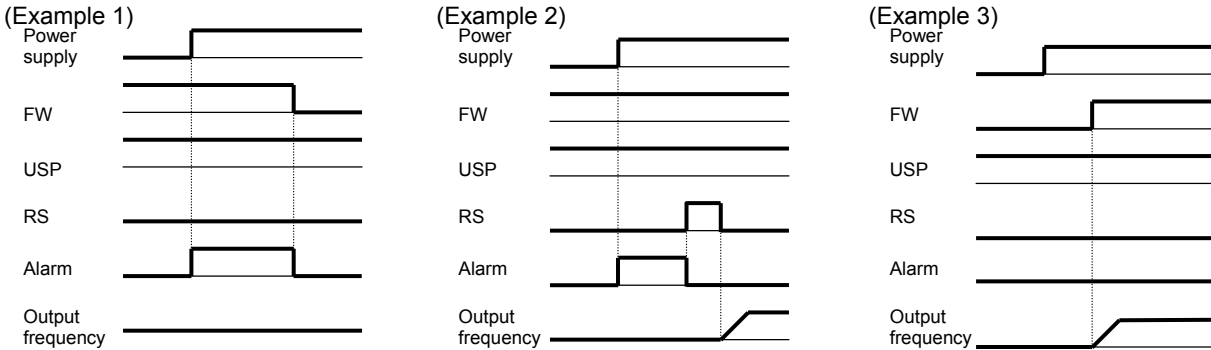 (Example 1)
Power
supply
FW
USP
RS
Alarm
Output
frequency
(Example 2)
Power
supply
FW
USP
RS
Alarm
Output
frequency
(Example 3)
Power
supply
FW
USP
RS
Alarm
Output
frequency